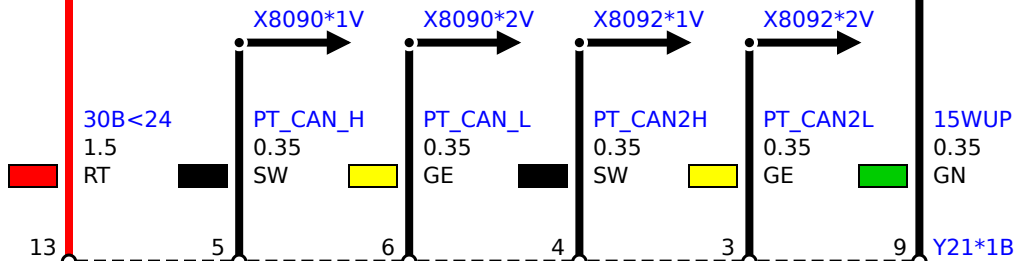 X8090*1V
X8090*2V
X8092*1V
X8092*2V
30B<24
1.5
RT
PT_CAN_H
0.35
SW
PT_CAN_L
0.35
GE
PT_CAN2H
0.35
SW
PT_CAN2L
0.35
GE
15WUP
0.35
GN
13
5
6
4
3
9
Y21*1B